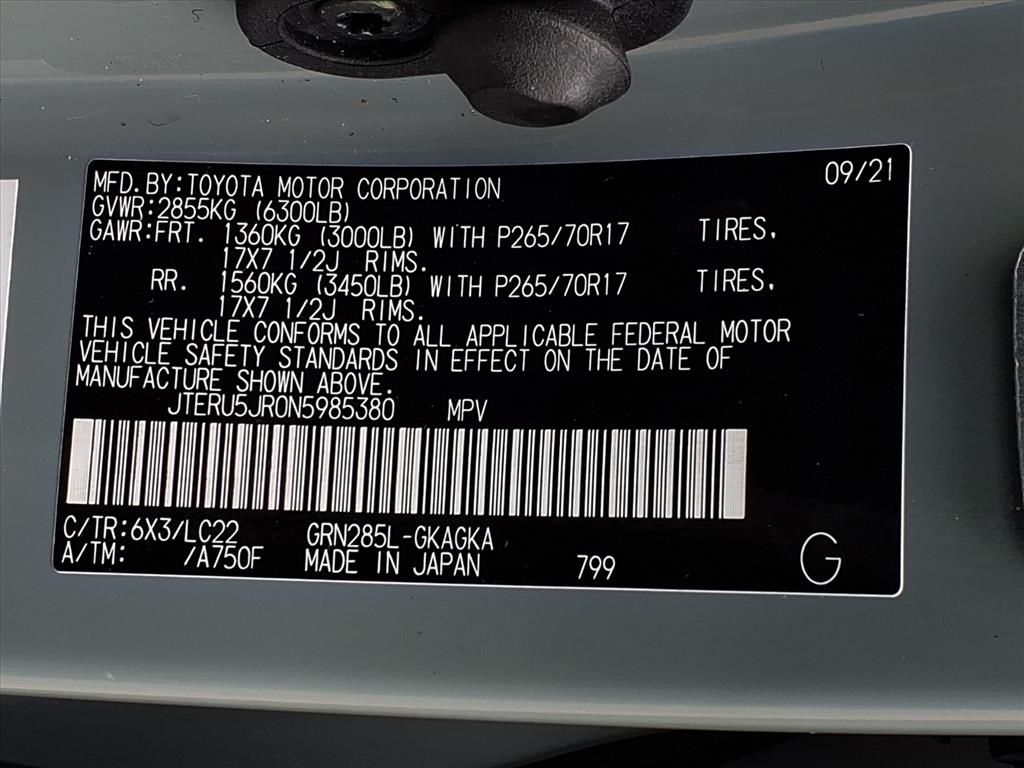 MFD.BY:TOYOTA MOTOR CORPORATION 09/21
GVWR:2855KG (6300LB)
GAWR:FRT. 1360KG (3000LB) WITH P265/70R17 TIRES,
17X7 1/2J RIMS.
RR. 1560KG (3450LB) WITH P265/70R17 TIRES,
17X7 1/2J RIMS.
THIS VEHICLE CONFORMS TO ALL APPLICABLE FEDERAL MOTOR
VEHICLE SAFETY STANDARDS IN EFFECT ON THE DATE OF
MANUFACTURE SHOWN ABOVE.
JTERU5JR0N5985380 MPV
C/TR:6X3/LC22 GRN285L-GKAGKA
A/TM: /A750F MADE IN JAPAN 799 G